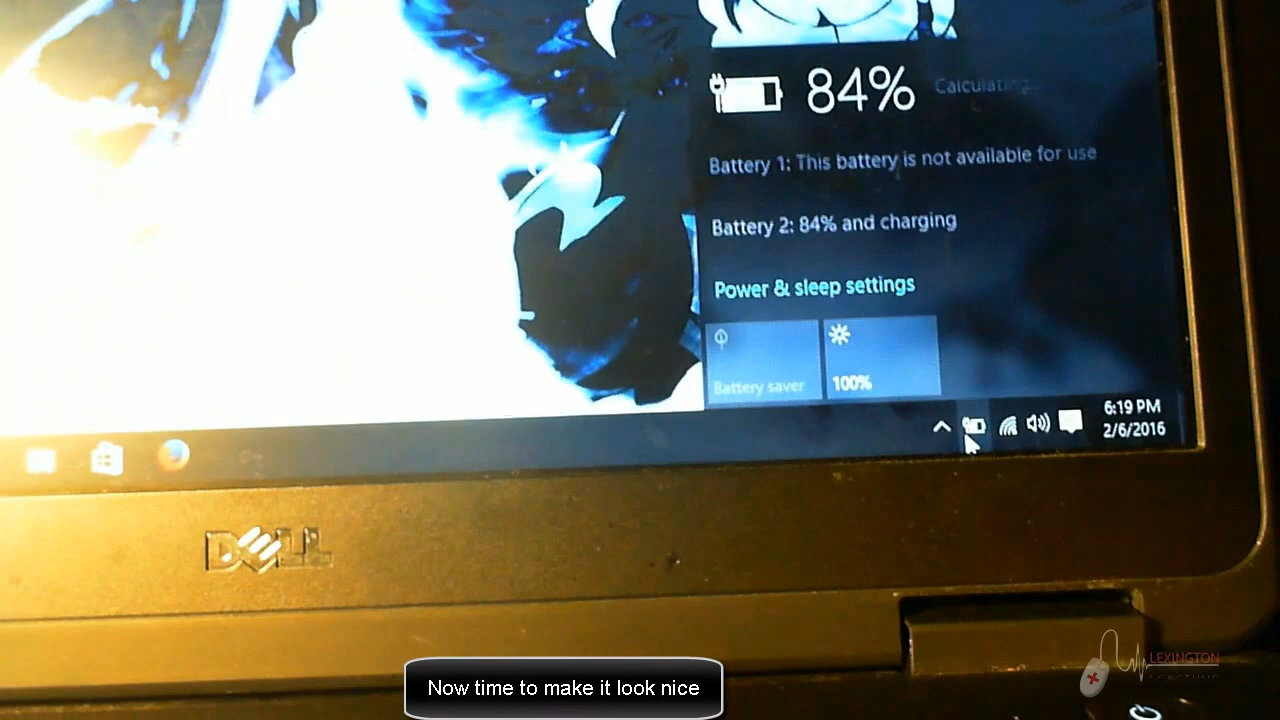 84% Calculating...
Battery 1: This battery is not available for use
Battery 2: 84% and charging
Power & sleep settings
Battery saver
100%
6:19 PM
2/6/2016
DELL
LEXINGTON
Now time to make it look nice